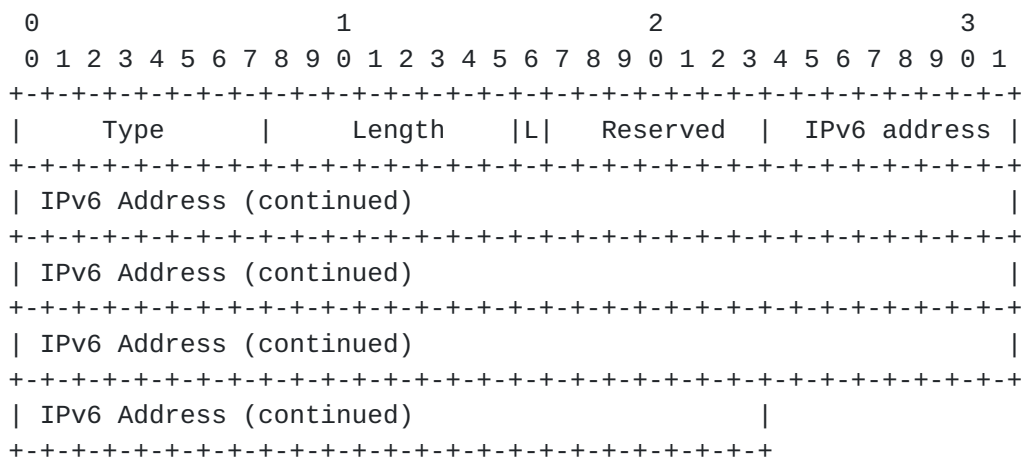 0                   1                   2                   3
 0 1 2 3 4 5 6 7 8 9 0 1 2 3 4 5 6 7 8 9 0 1 2 3 4 5 6 7 8 9 0 1
+-+-+-+-+-+-+-+-+-+-+-+-+-+-+-+-+-+-+-+-+-+-+-+-+-+-+-+-+-+-+-+-+
|     Type      |     Length    |L|   Reserved  |  IPv6 address |
+-+-+-+-+-+-+-+-+-+-+-+-+-+-+-+-+-+-+-+-+-+-+-+-+-+-+-+-+-+-+-+-+
| IPv6 Address (continued)                                      |
+-+-+-+-+-+-+-+-+-+-+-+-+-+-+-+-+-+-+-+-+-+-+-+-+-+-+-+-+-+-+-+-+
| IPv6 Address (continued)                                      |
+-+-+-+-+-+-+-+-+-+-+-+-+-+-+-+-+-+-+-+-+-+-+-+-+-+-+-+-+-+-+-+-+
| IPv6 Address (continued)                                      |
+-+-+-+-+-+-+-+-+-+-+-+-+-+-+-+-+-+-+-+-+-+-+-+-+-+-+-+-+-+-+-+-+
| IPv6 Address (continued)                      |
+-+-+-+-+-+-+-+-+-+-+-+-+-+-+-+-+-+-+-+-+-+-+-+-+